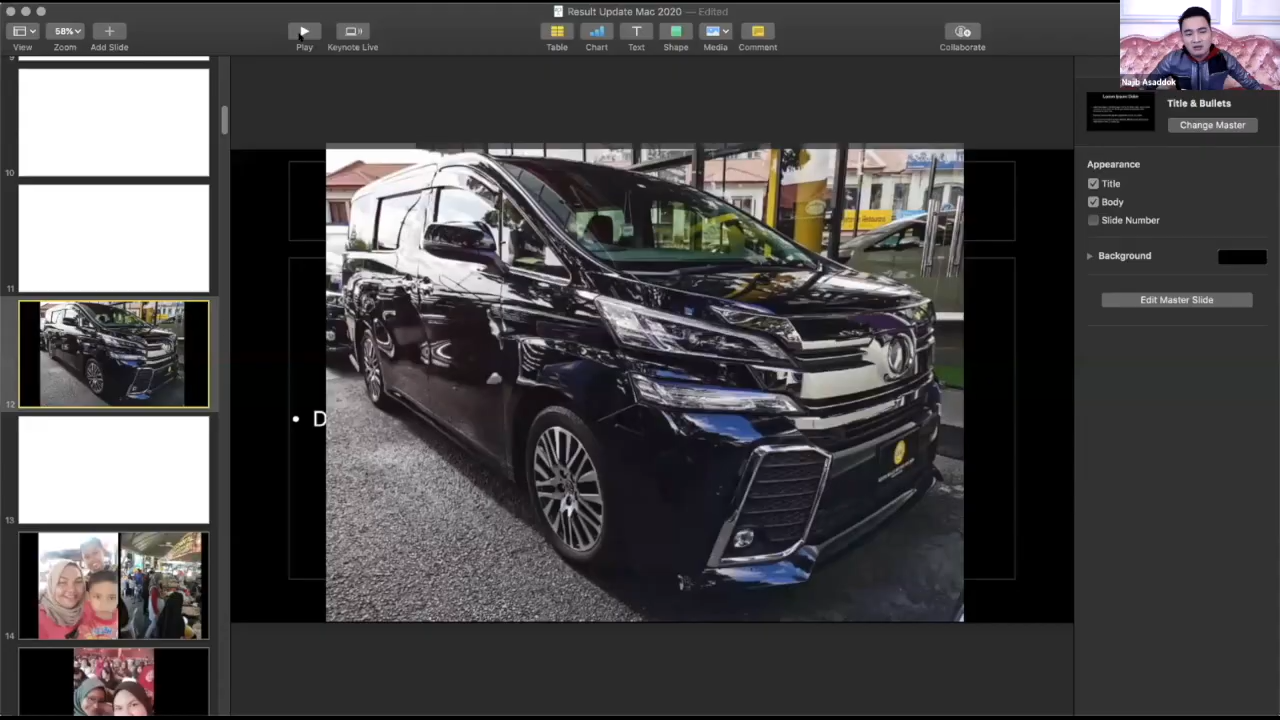 Result Update Mac 2020 — Edited
58%
View
Zoom
Add Slide
Play
Keynote Live
Table
Chart
Text
Shape
Media
Comment
Collaborate
Najib Asaddok
Title & Bullets
Change Master
Appearance
Title
Body
Slide Number
Background
Edit Master Slide
9
10
11
12
13
14
• D